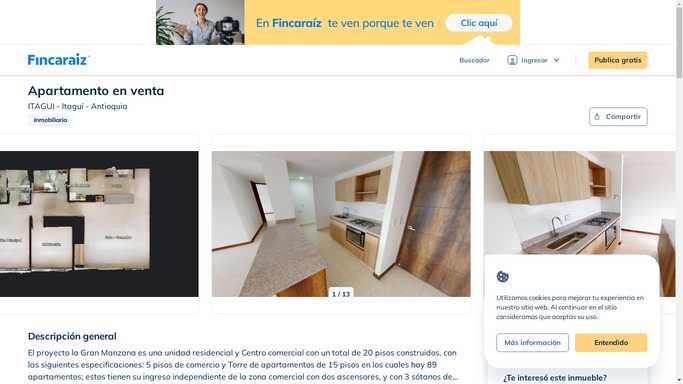 En Fincaraíz te ven porque te ven
Clic aquí
Fincaraíz
Buscador
Ingresar
Publica gratis
Apartamento en venta
ITAGUI - Itaguí - Antioquia
Inmobiliaria
Compartir
1 / 13
Utilizamos cookies para mejorar tu experiencia en
nuestro sitio web. Al continuar en el sitio
consideramos que aceptas su uso.
Más información
Entendido
Descripción general
El proyecto la Gran Manzana es una unidad residencial y Centro comercial con un total de 20 pisos construidos, con
las siguientes especificaciones: 5 pisos de comercio y Torre de apartamentos de 15 pisos en los cuales hay 89
apartamentos; estos tienen su ingreso independiente de la zona comercial con dos ascensores, y con 3 sótanos de...
¿Te interesó este inmueble?